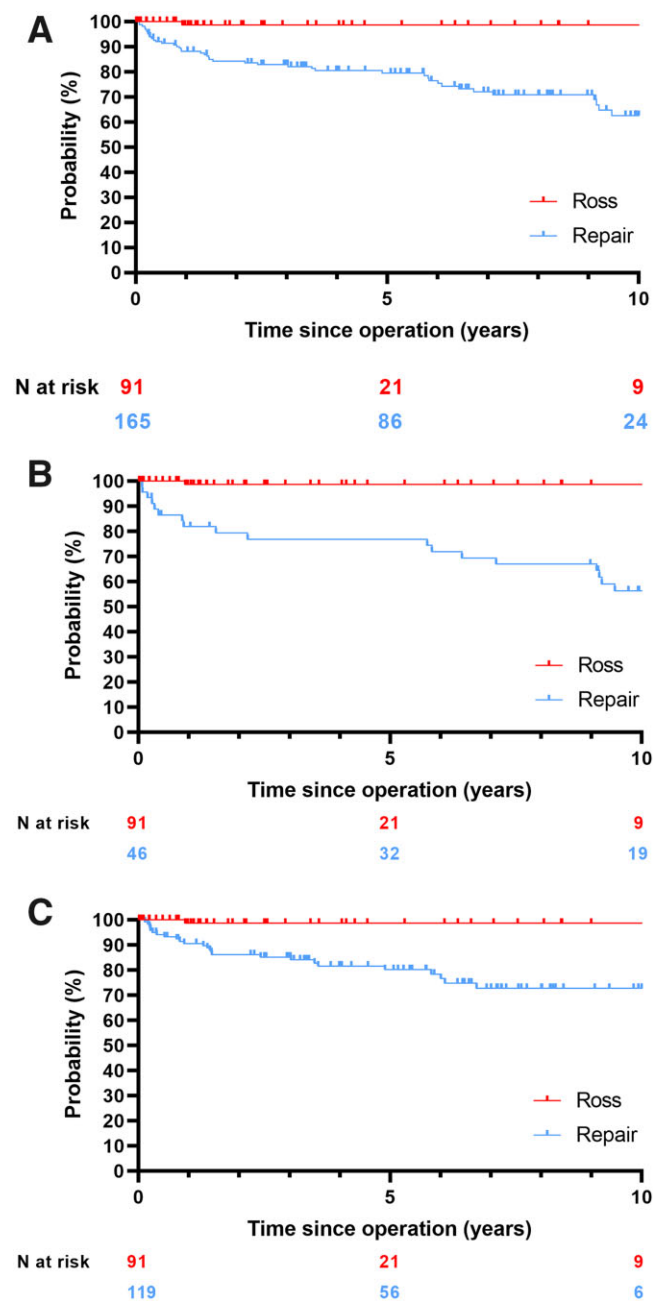 A
Probability (%)
100
90
80
70
60
50
40
30
20
10
0
Ross
Repair
0 5 10
Time since operation (years)
N at risk 91 21 9
165 86 24
B
Probability (%)
100
90
80
70
60
50
40
30
20
10
0
Ross
Repair
0 5 10
Time since operation (years)
N at risk 91 21 9
46 32 19
C
Probability (%)
100
90
80
70
60
50
40
30
20
10
0
Ross
Repair
0 5 10
Time since operation (years)
N at risk 91 21 9
119 56 6